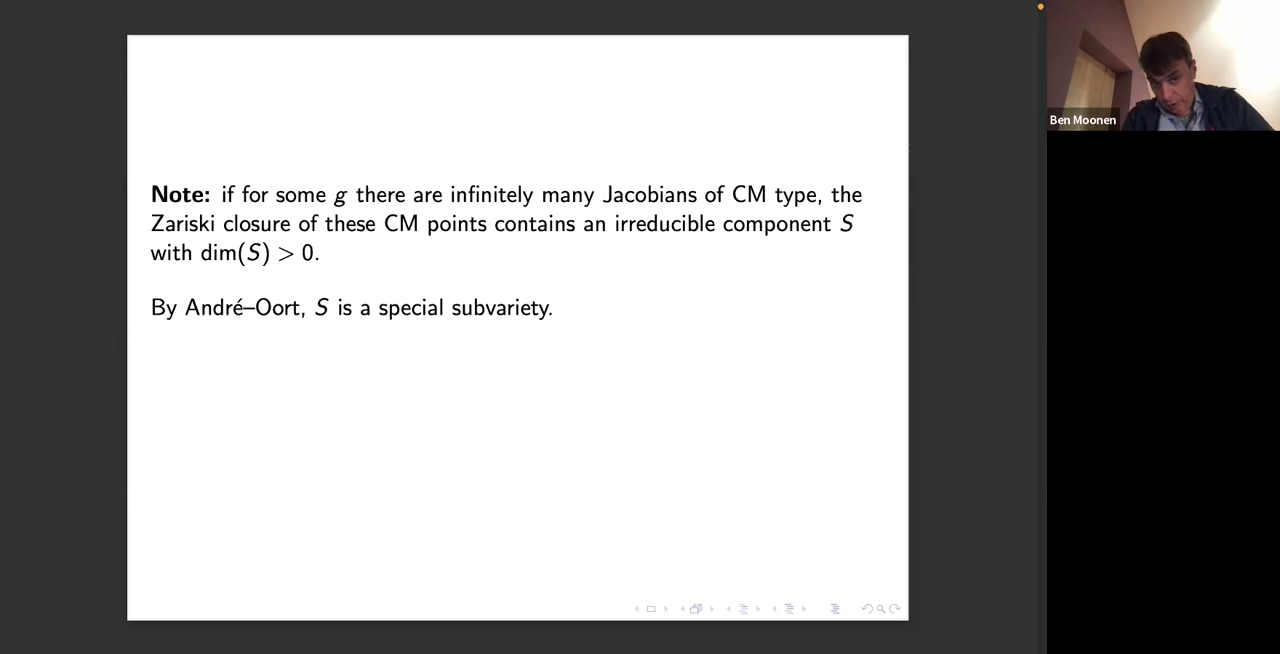 Note: if for some g there are infinitely many Jacobians of CM type, the
Zariski closure of these CM points contains an irreducible component S
with dim(S) > 0.
By André–Oort, S is a special subvariety.
Ben Moonen